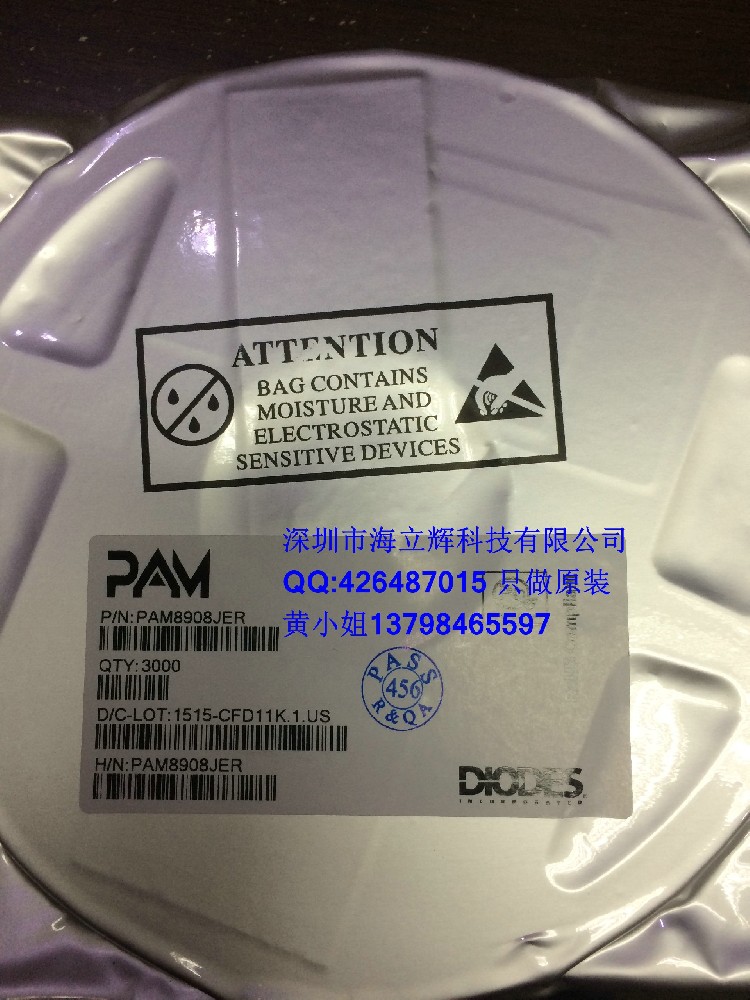 ATTENTION
BAG CONTAINS
MOISTURE AND
ELECTROSTATIC
SENSITIVE DEVICES
深圳市海立辉科技有限公司
QQ:426487015 只做原装
黄小姐13798465597
PAM
P/N:PAM8908JER
QTY:3000
D/C-LOT:1515-CFD11K.1.US
H/N:PAM8908JER
PASS
456
R&QA
DIODES
INCORPORATED